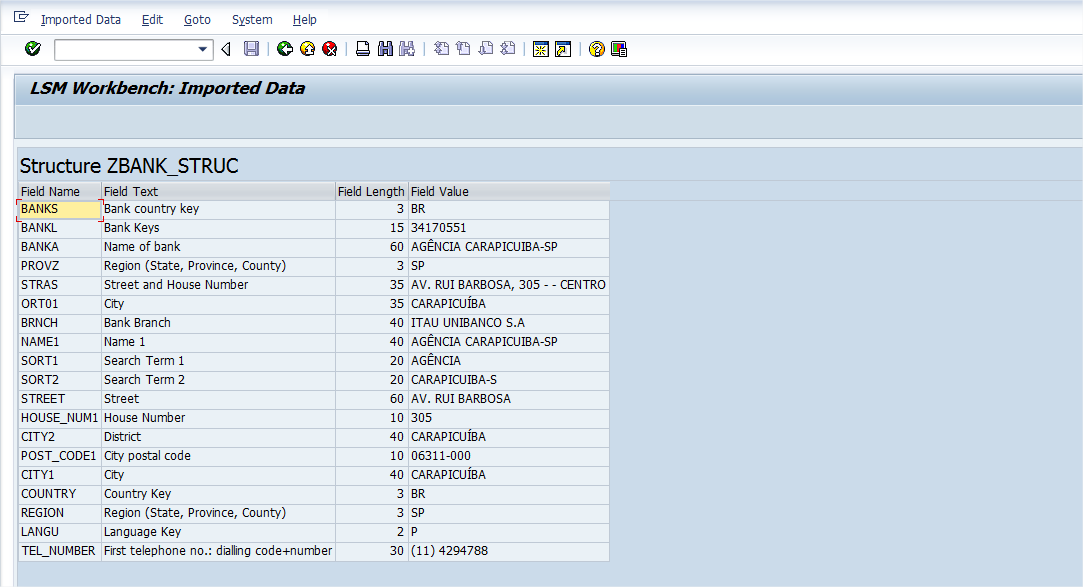 Imported Data Edit Goto System Help
LSM Workbench: Imported Data
Structure ZBANK_STRUC
Field Name Field Text Field Length Field Value
BANKS Bank country key 3 BR
BANKL Bank Keys 15 34170551
BANKA Name of bank 60 AGÊNCIA CARAPICUIBA-SP
PROVZ Region (State, Province, County) 3 SP
STRAS Street and House Number 35 AV. RUI BARBOSA, 305 - - CENTRO
ORT01 City 35 CARAPICUÍBA
BRNCH Bank Branch 40 ITAU UNIBANCO S.A
NAME1 Name 1 40 AGÊNCIA CARAPICUIBA-SP
SORT1 Search Term 1 20 AGÊNCIA
SORT2 Search Term 2 20 CARAPICUIBA-S
STREET Street 60 AV. RUI BARBOSA
HOUSE_NUM1 House Number 10 305
CITY2 District 40 CARAPICUÍBA
POST_CODE1 City postal code 10 06311-000
CITY1 City 40 CARAPICUÍBA
COUNTRY Country Key 3 BR
REGION Region (State, Province, County) 3 SP
LANGU Language Key 2 P
TEL_NUMBER First telephone no.: dialling code+number 30 (11) 4294788